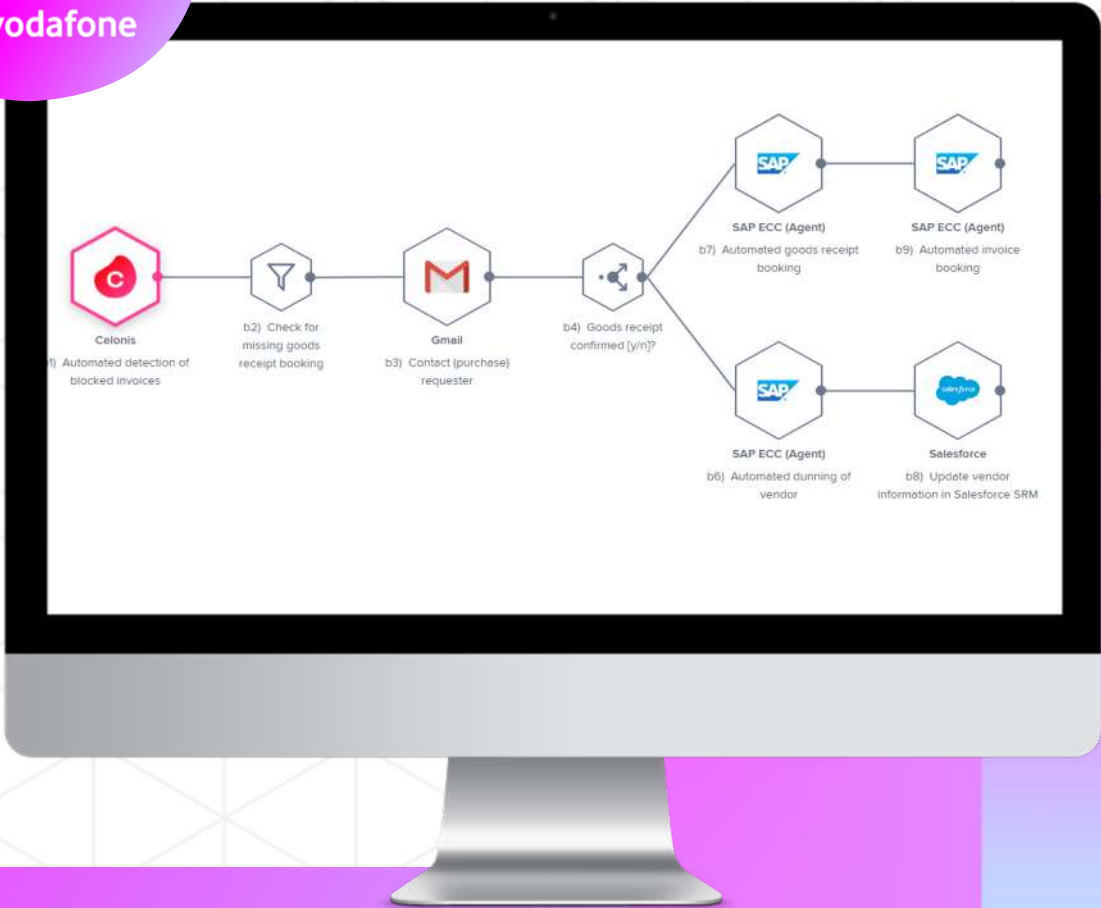 vodafone
Celonis
1) Automated detection of
blocked invoices
b2) Check for
missing goods
receipt booking
Gmail
b3) Contact (purchase)
requester
b4) Goods receipt
confirmed [y/n]?
SAP
SAP ECC (Agent)
b7) Automated goods receipt
booking
SAP
SAP ECC (Agent)
b9) Automated invoice
booking
SAP
SAP ECC (Agent)
b6) Automated dunning of
vendor
salesforce
Salesforce
b8) Update vendor
information in Salesforce SRM